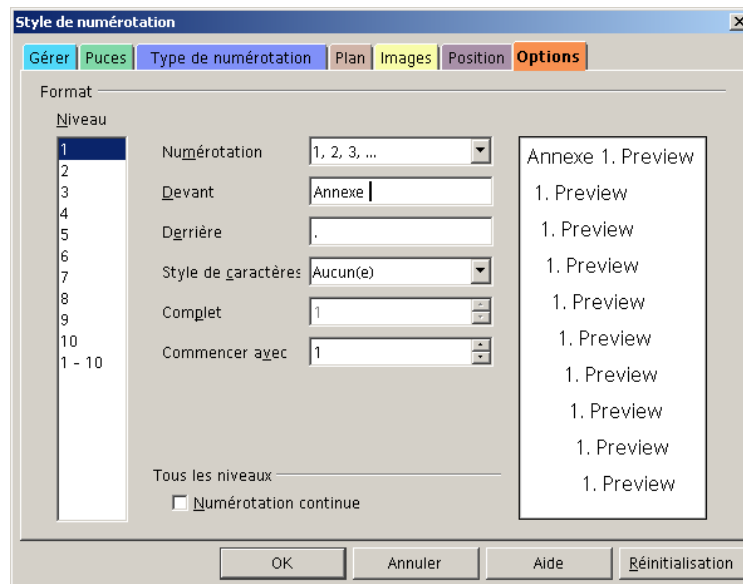 Style de numérotation
Gérer Puces Type de numérotation Plan Images Position Options
Format
Niveau
1
2
3
4
5
6
7
8
9
10
1 - 10
Numérotation 1, 2, 3, ...
Devant Annexe
Derrière .
Style de caractères Aucun(e)
Complet 1
Commencer avec 1
Tous les niveaux
Numérotation continue
Annexe 1. Preview
1. Preview
1. Preview
1. Preview
1. Preview
1. Preview
1. Preview
1. Preview
1. Preview
1. Preview
OK Annuler Aide Réinitialisation